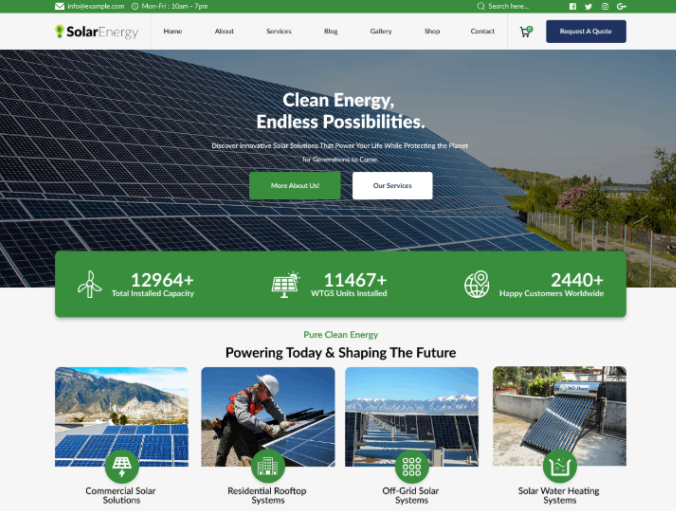 info@example.com Mon-Fri : 10am - 7pm Search here...
SolarEnergy Home About Services Blog Gallery Shop Contact Request A Quote
Clean Energy,
Endless Possibilities.
Discover Innovative Solar Solutions That Power Your Life While Protecting the Planet
for Generations to Come
More About Us! Our Services
12964+ 11467+ 2440+
Total Installed Capacity WTGS Units Installed Happy Customers Worldwide
Pure Clean Energy
Powering Today & Shaping The Future
Commercial Solar
Solutions
Residential Rooftop
Systems
Off-Grid Solar
Systems
Solar Water Heating
Systems